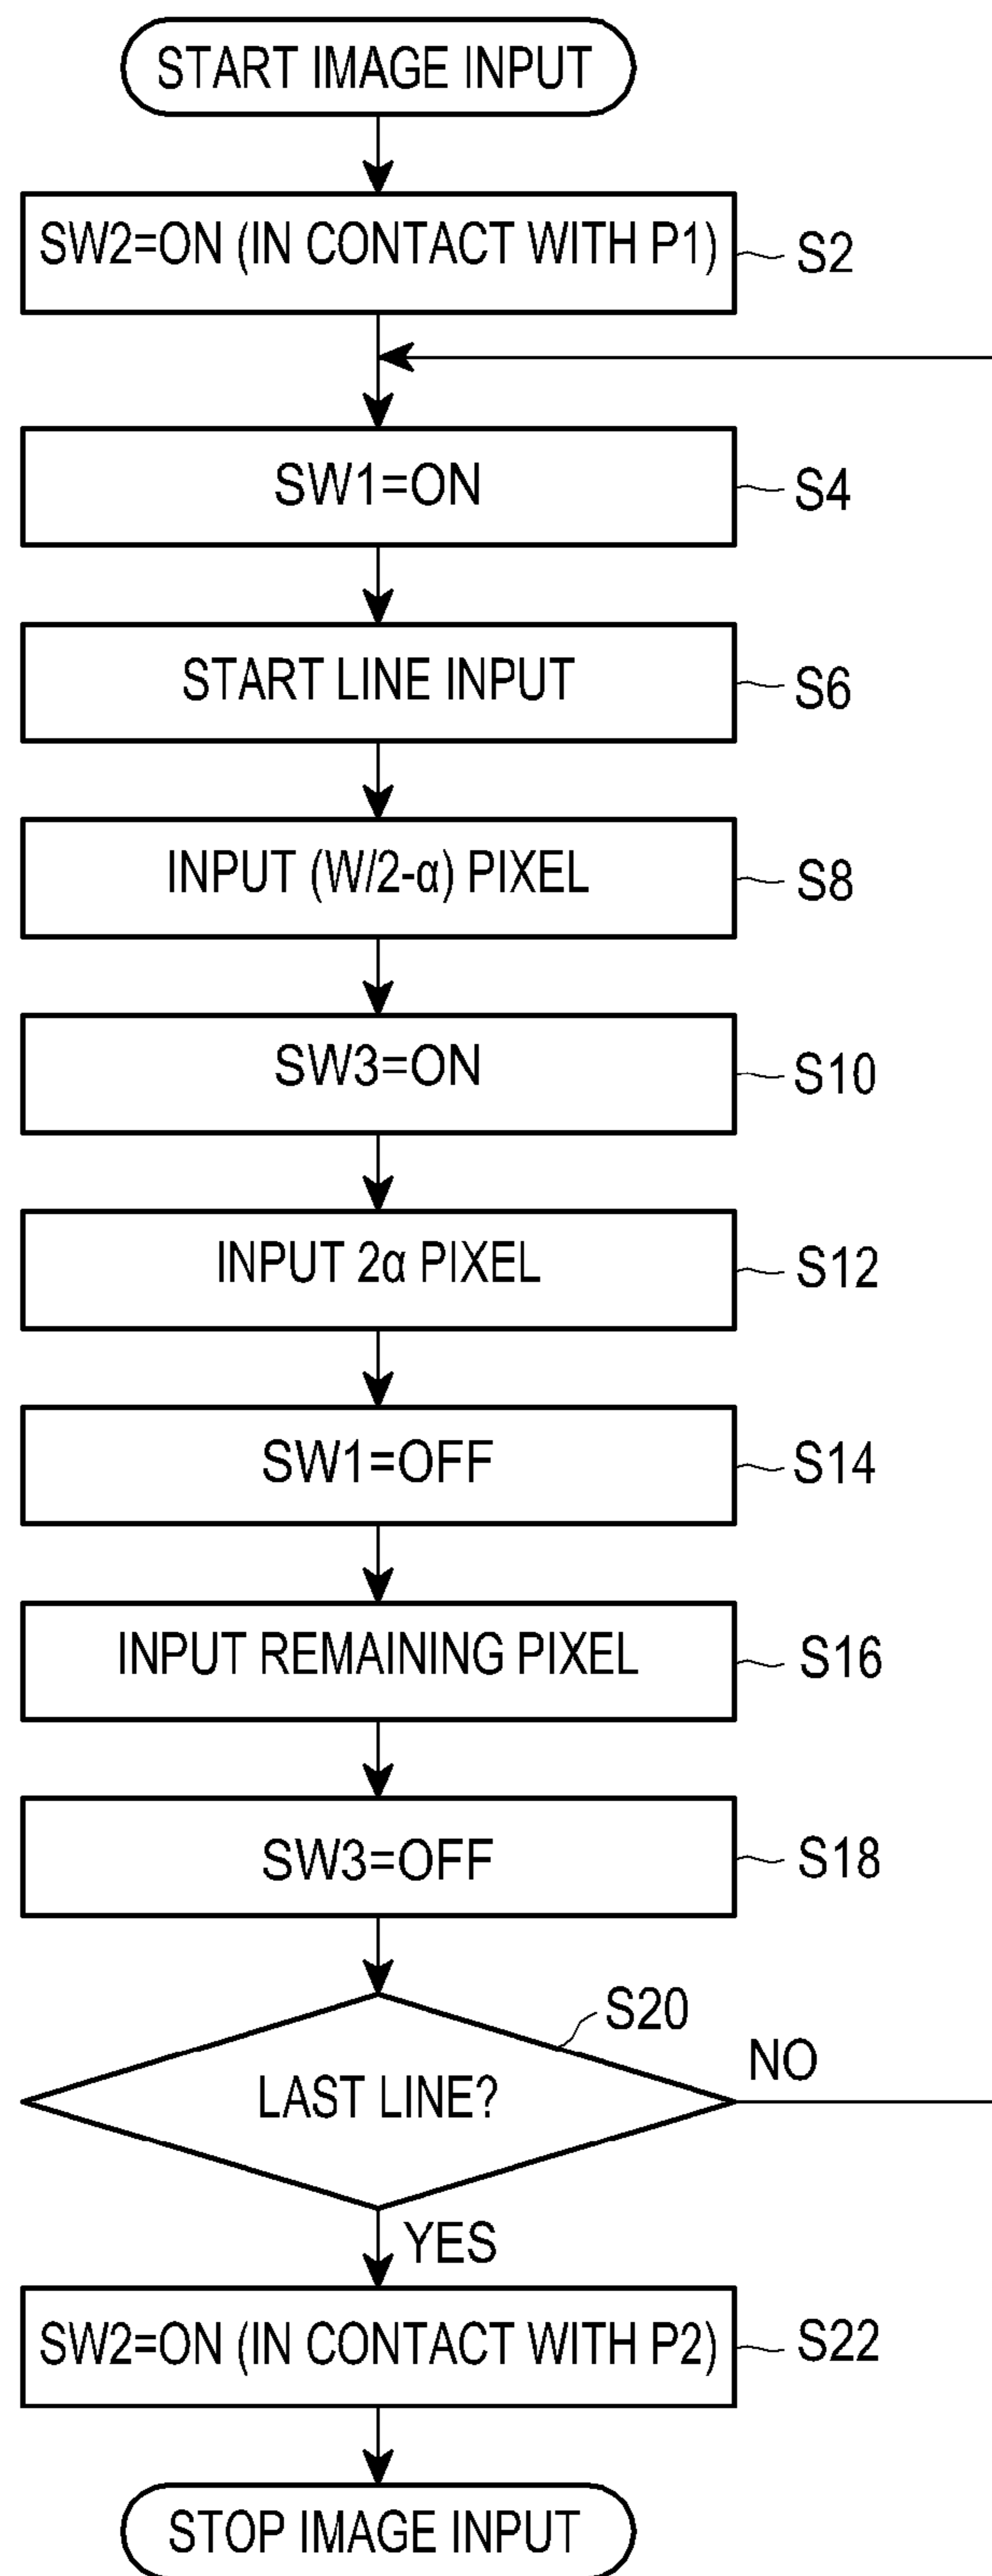 START IMAGE INPUT
SW2=ON (IN CONTACT WITH P1)
S2
SW1=ON
S4
START LINE INPUT
S6
INPUT (W/2-α) PIXEL
S8
SW3=ON
S10
INPUT 2α PIXEL
S12
SW1=OFF
S14
INPUT REMAINING PIXEL
S16
SW3=OFF
S18
S20
LAST LINE?
NO
YES
SW2=ON (IN CONTACT WITH P2)
S22
STOP IMAGE INPUT